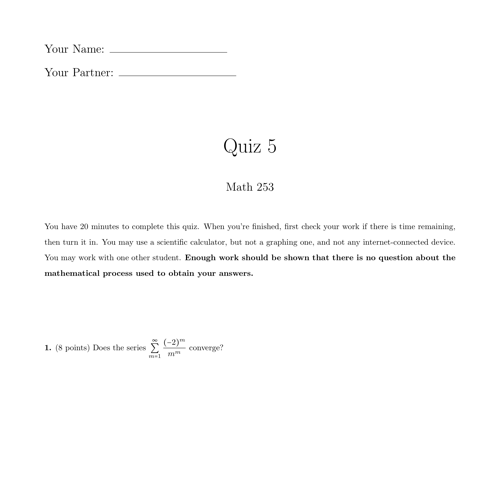 Your Name:
Your Partner:
Quiz 5
Math 253
You have 20 minutes to complete this quiz. When you're finished, first check your work if there is time remaining,
then turn it in. You may use a scientific calculator, but not a graphing one, and not any internet-connected device.
You may work with one other student. Enough work should be shown that there is no question about the
mathematical process used to obtain your answers.
1. (8 points) Does the series $\sum_{m=1}^{\infty} \frac{(-2)^m}{m^m}$ converge?